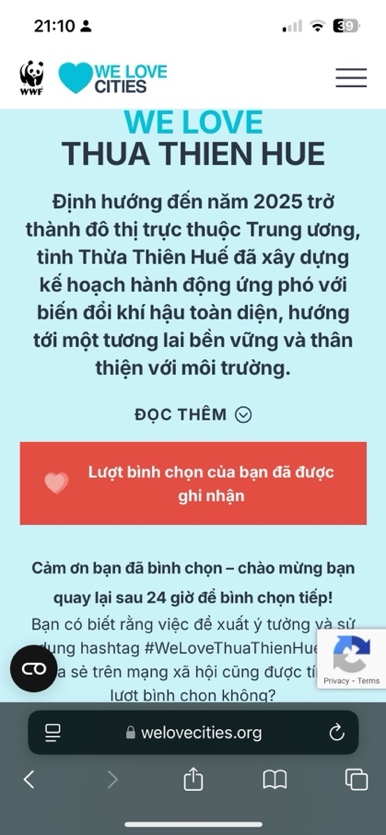 21:10
39
WWF
WE LOVE
CITIES
WE LOVE
THUA THIEN HUE
Định hướng đến năm 2025 trở
thành đô thị trực thuộc Trung ương,
tỉnh Thừa Thiên Huế đã xây dựng
kế hoạch hành động ứng phó với
biến đổi khí hậu toàn diện, hướng
tới một tương lai bền vững và thân
thiện với môi trường.
ĐỌC THÊM
Lượt bình chọn của bạn đã được
ghi nhận
Cảm ơn bạn đã bình chọn – chào mừng bạn
quay lại sau 24 giờ để bình chọn tiếp!
Bạn có biết rằng việc đề xuất ý tưởng và sử
dụng hashtag #WeLoveThuaThienHue
sẻ trên mạng xã hội cũng được
lượt bình chọn không?
Privacy - Terms
welovecities.org